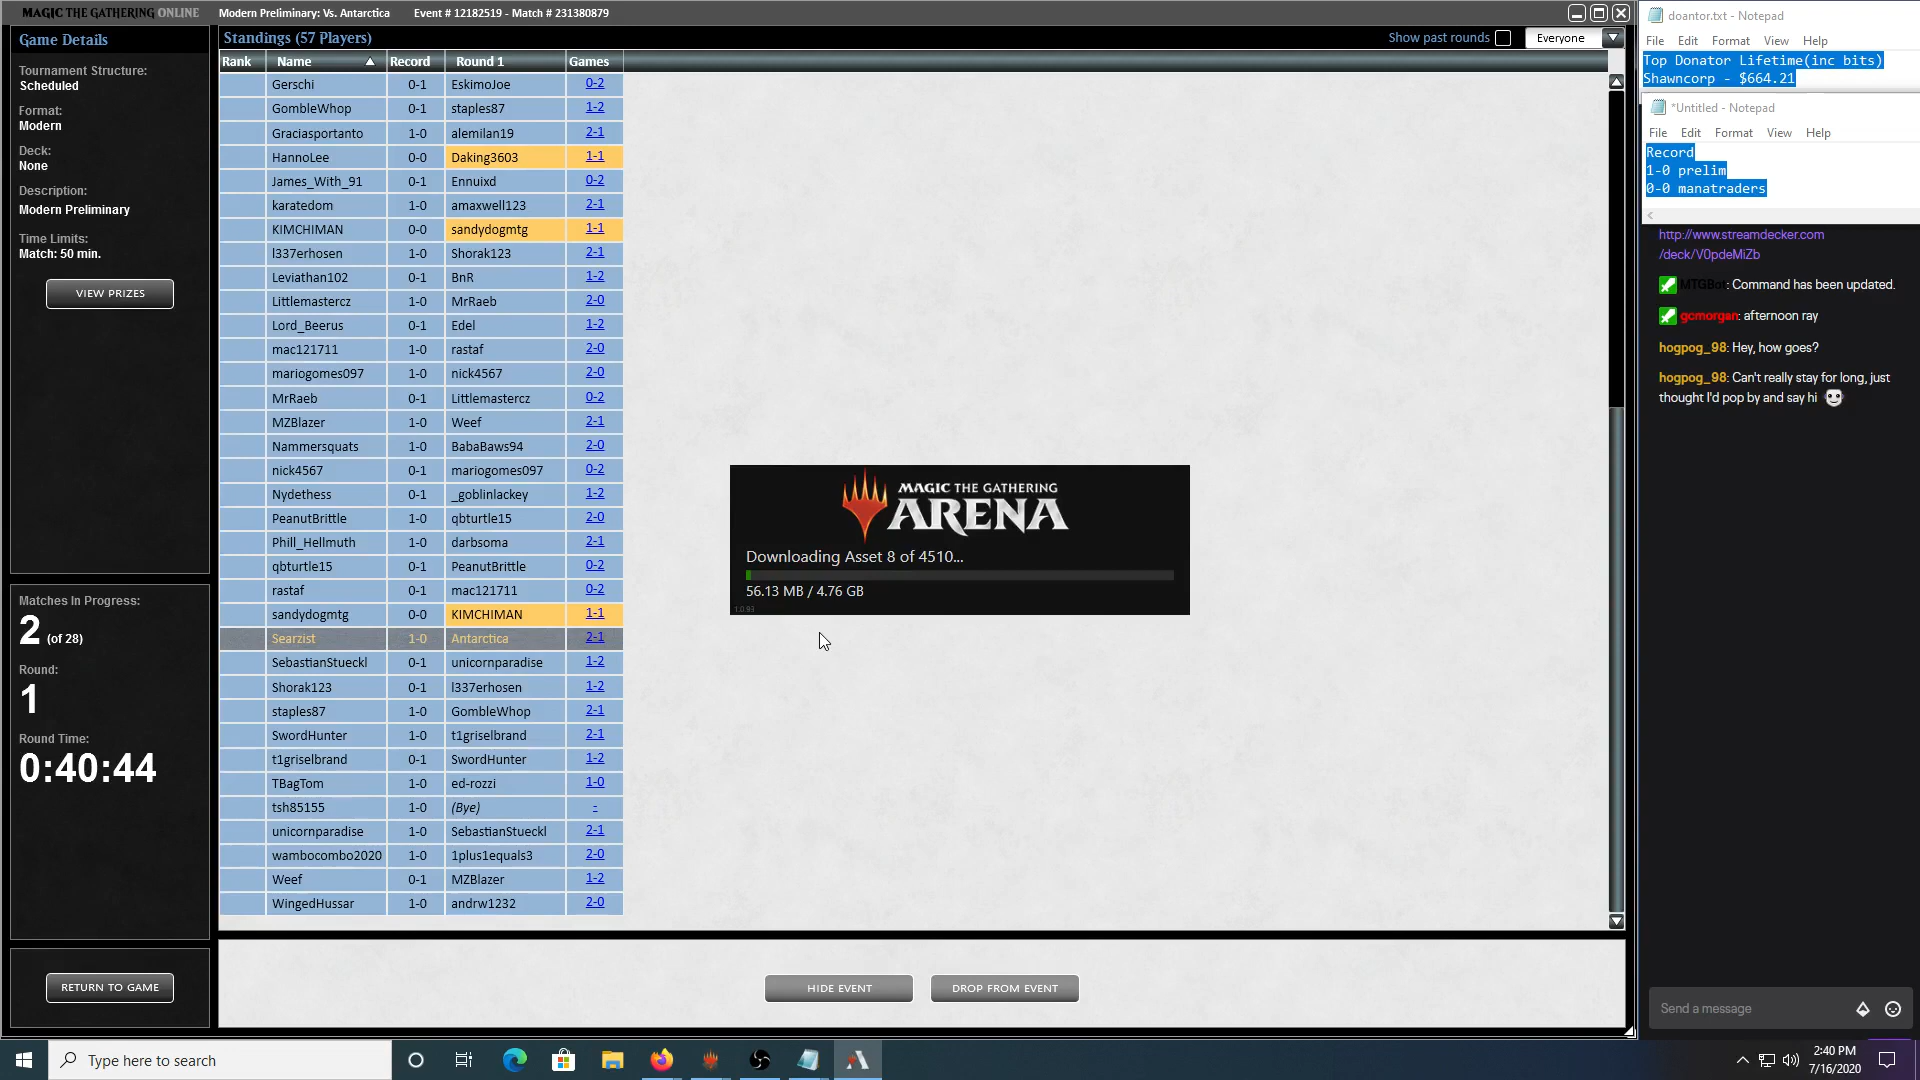 MAGIC THE GATHERING ONLINE
Modern Preliminary: Vs. Antarctica
Event # 12182519 - Match # 231380879
Game Details
Tournament Structure:
Scheduled
Format:
Modern
Deck:
None
Description:
Modern Preliminary
Time Limits:
Match: 50 min.
VIEW PRIZES
Matches In Progress:
2 (of 28)
Round:
1
Round Time:
0:40:44
RETURN TO GAME
Standings (57 Players)
Show past rounds
Everyone
Rank Name Record Round 1 Games
Gerschi 0-1 EskimoJoe 0-2
GombleWhop 0-1 staples87 1-2
Graciasportanto 1-0 alemilan19 2-1
HannoLee 0-0 Daking3603 1-1
James_With_91 0-1 Ennuixd 0-2
karatedom 1-0 amaxwell123 2-1
KIMCHIMAN 0-0 sandydogmtg 1-1
l337erhosen 1-0 Shorak123 2-1
Leviathan102 0-1 BnR 1-2
Littlemastercz 1-0 MrRaeb 2-0
Lord_Beerus 0-1 Edel 1-2
mac121711 1-0 rastaf 2-0
mariogomes097 1-0 nick4567 2-0
MrRaeb 0-1 Littlemastercz 0-2
MZBlazer 1-0 Weef 2-1
Nammersquats 1-0 BabaBaws94 2-0
nick4567 0-1 mariogomes097 0-2
Nydethess 0-1 _goblinlackey 1-2
PeanutBrittle 1-0 qbturtle15 2-0
Phill_Hellmuth 1-0 darbsoma 2-1
qbturtle15 0-1 PeanutBrittle 0-2
rastaf 0-1 mac121711 0-2
sandydogmtg 0-0 KIMCHIMAN 1-1
Searzist 1-0 Antarctica 2-1
SebastianStueckl 0-1 unicornparadise 1-2
Shorak123 0-1 l337erhosen 1-2
staples87 1-0 GombleWhop 2-1
SwordHunter 1-0 t1griselbrand 2-1
t1griselbrand 0-1 SwordHunter 1-2
TBagTom 1-0 ed-rozzi 1-0
tsh85155 1-0 (Bye) -
unicornparadise 1-0 SebastianStueckl 2-1
wambocombo2020 1-0 1plus1equals3 2-0
Weef 0-1 MZBlazer 1-2
WingedHussar 1-0 andrw1232 2-0
MAGIC THE GATHERING
ARENA
Downloading Asset 8 of 4510...
56.13 MB / 4.76 GB
1.0.93
HIDE EVENT
DROP FROM EVENT
doantor.txt - Notepad
File Edit Format View Help
Top Donator Lifetime(inc bits)
Shawncorp - $664.21
*Untitled - Notepad
File Edit Format View Help
Record
1-0 prelim
0-0 manatraders
http://www.streamdecker.com
/deck/V0pdeMiZb
MTGBot: Command has been updated.
gcmorgan: afternoon ray
hogpog_98: Hey, how goes?
hogpog_98: Can't really stay for long, just
thought I'd pop by and say hi
Send a message
Type here to search
2:40 PM
7/16/2020